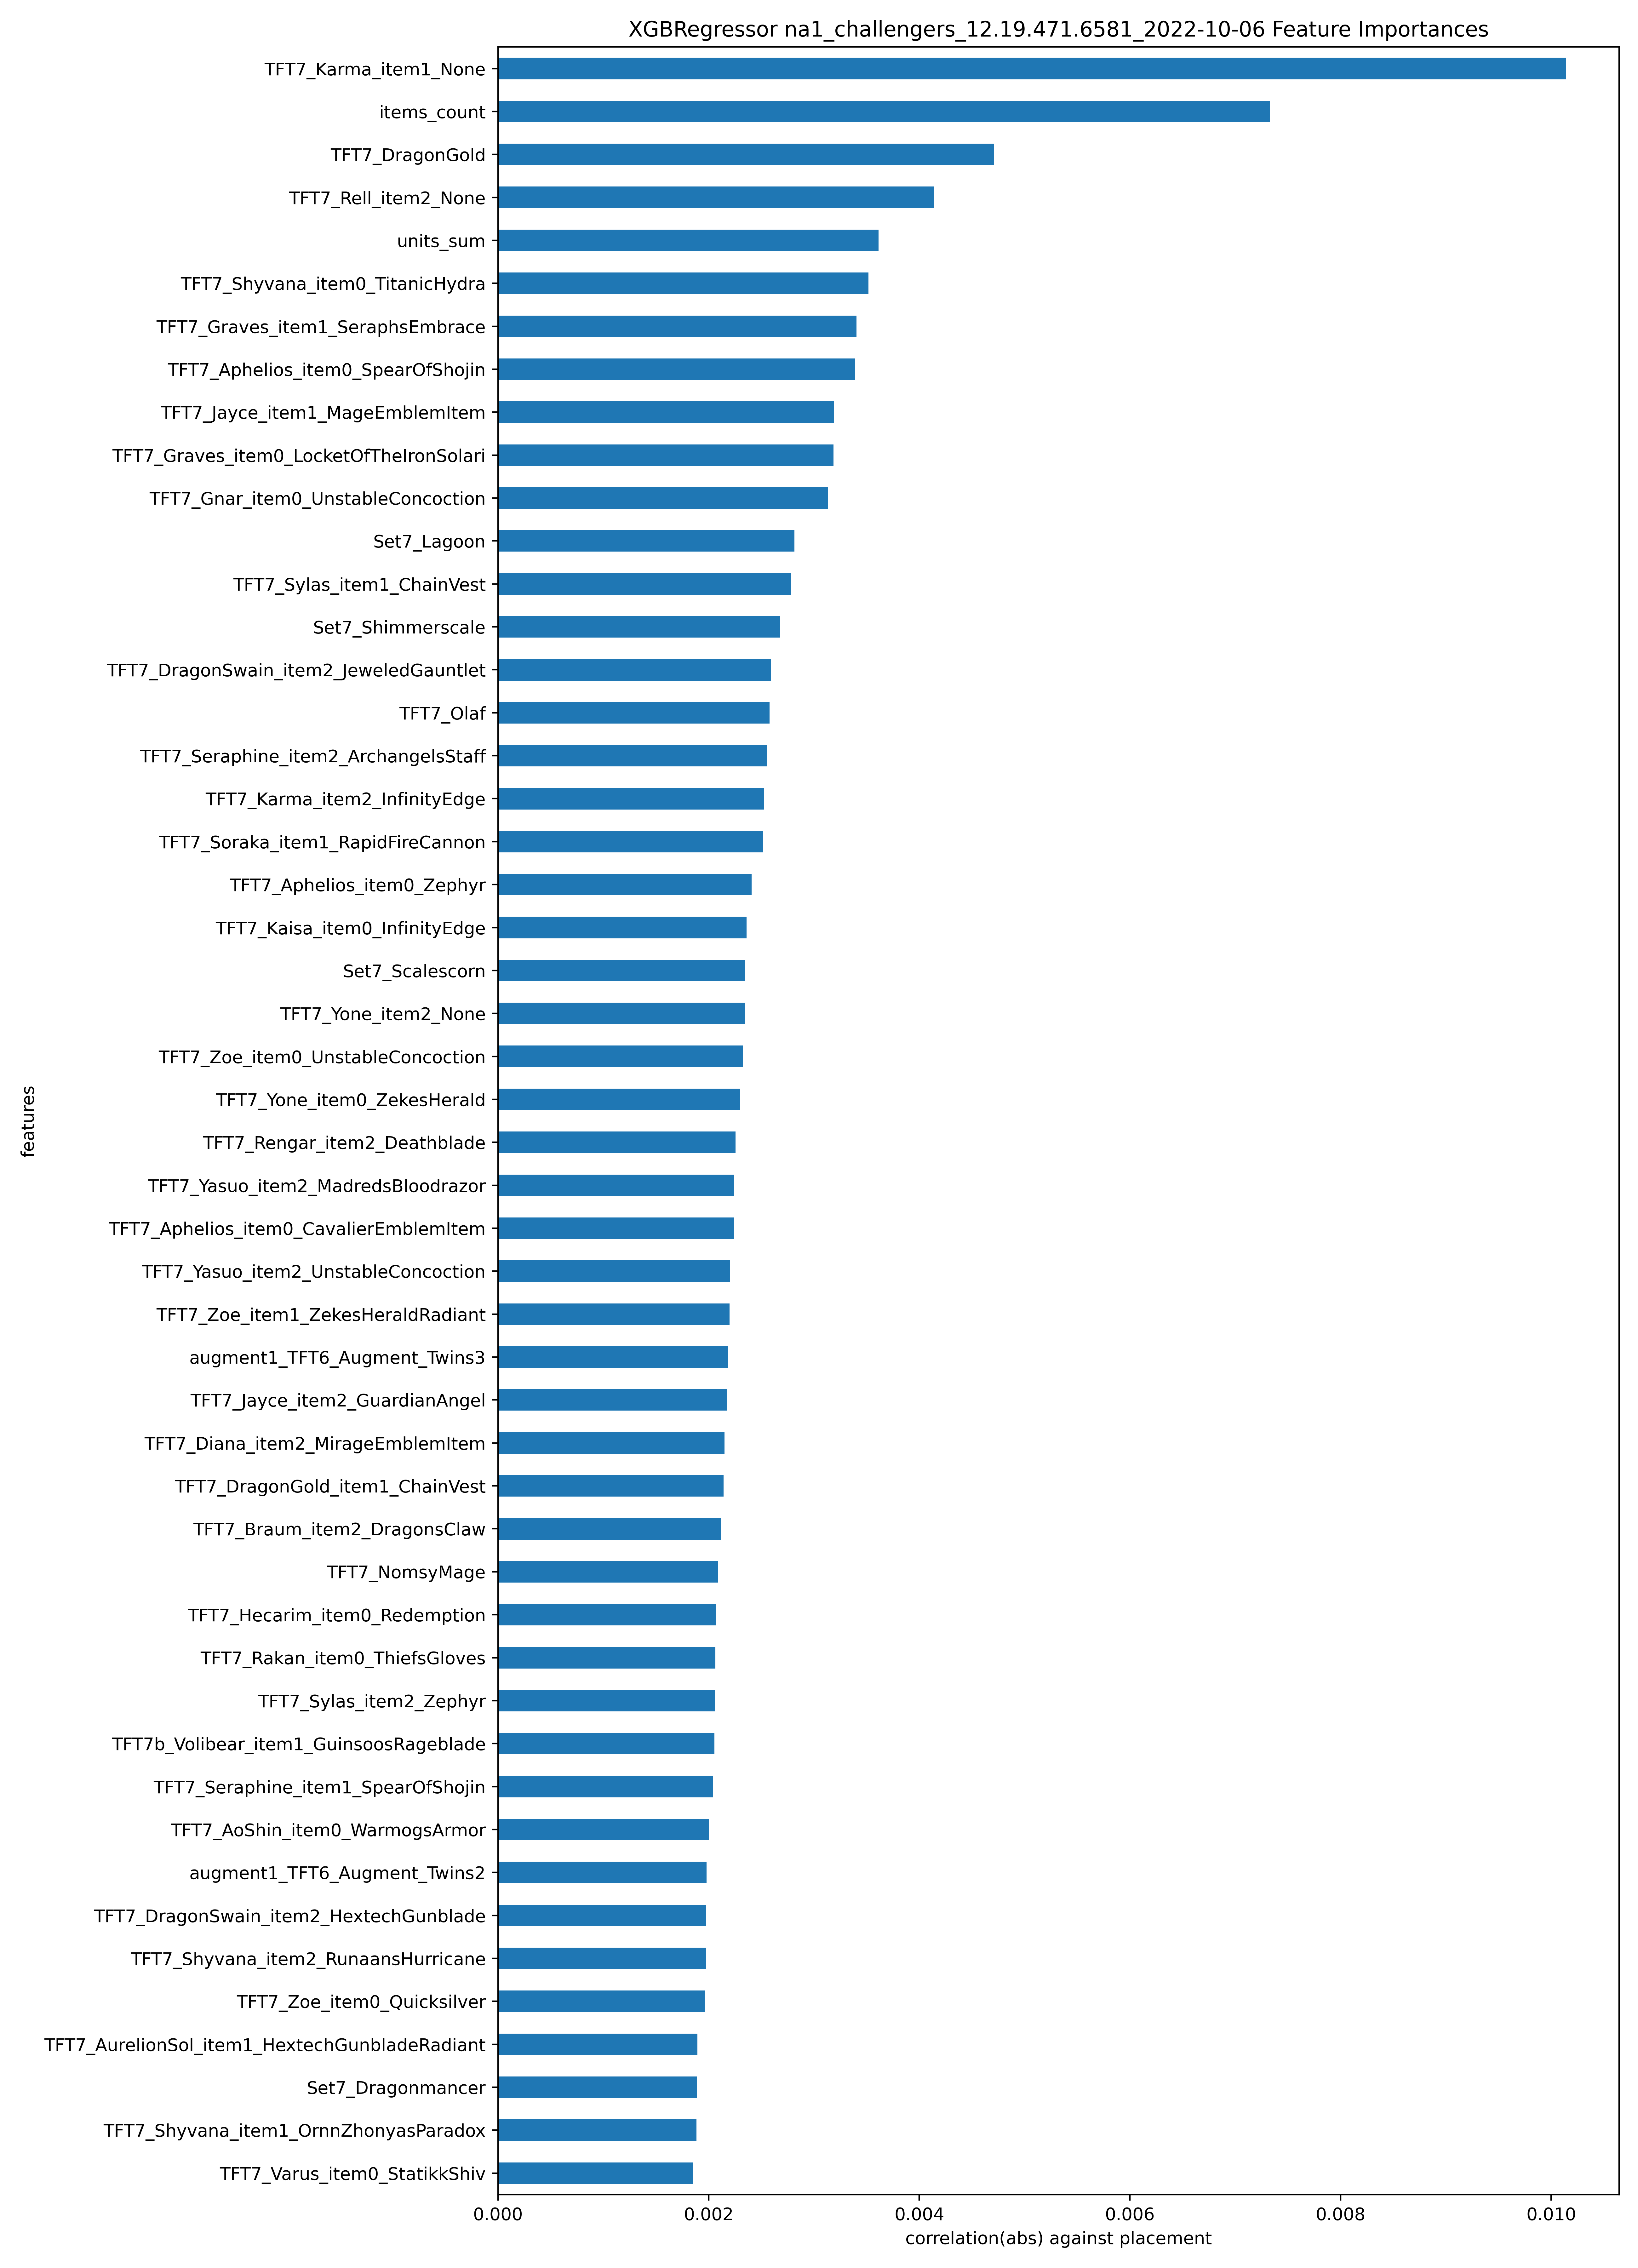 XGBRegressor na1_challengers_12.19.471.6581_2022-10-06 Feature Importances
TFT7_Karma_item1_None
items_count
TFT7_DragonGold
TFT7_Rell_item2_None
units_sum
TFT7_Shyvana_item0_TitanicHydra
TFT7_Graves_item1_SeraphsEmbrace
TFT7_Aphelios_item0_SpearOfShojin
TFT7_Jayce_item1_MageEmblemItem
TFT7_Graves_item0_LocketOfTheIronSolari
TFT7_Gnar_item0_UnstableConcoction
Set7_Lagoon
TFT7_Sylas_item1_ChainVest
Set7_Shimmerscale
TFT7_DragonSwain_item2_JeweledGauntlet
TFT7_Olaf
TFT7_Seraphine_item2_ArchangelsStaff
TFT7_Karma_item2_InfinityEdge
TFT7_Soraka_item1_RapidFireCannon
TFT7_Aphelios_item0_Zephyr
TFT7_Kaisa_item0_InfinityEdge
Set7_Scalescorn
TFT7_Yone_item2_None
TFT7_Zoe_item0_UnstableConcoction
TFT7_Yone_item0_ZekesHerald
TFT7_Rengar_item2_Deathblade
TFT7_Yasuo_item2_MadredsBloodrazor
TFT7_Aphelios_item0_CavalierEmblemItem
TFT7_Yasuo_item2_UnstableConcoction
TFT7_Zoe_item1_ZekesHeraldRadiant
augment1_TFT6_Augment_Twins3
TFT7_Jayce_item2_GuardianAngel
TFT7_Diana_item2_MirageEmblemItem
TFT7_DragonGold_item1_ChainVest
TFT7_Braum_item2_DragonsClaw
TFT7_NomsyMage
TFT7_Hecarim_item0_Redemption
TFT7_Rakan_item0_ThiefsGloves
TFT7_Sylas_item2_Zephyr
TFT7b_Volibear_item1_GuinsoosRageblade
TFT7_Seraphine_item1_SpearOfShojin
TFT7_AoShin_item0_WarmogsArmor
augment1_TFT6_Augment_Twins2
TFT7_DragonSwain_item2_HextechGunblade
TFT7_Shyvana_item2_RunaansHurricane
TFT7_Zoe_item0_Quicksilver
TFT7_AurelionSol_item1_HextechGunbladeRadiant
Set7_Dragonmancer
TFT7_Shyvana_item1_OrnnZhonyasParadox
TFT7_Varus_item0_StatikkShiv
features
0.000 0.002 0.004 0.006 0.008 0.010
correlation(abs) against placement